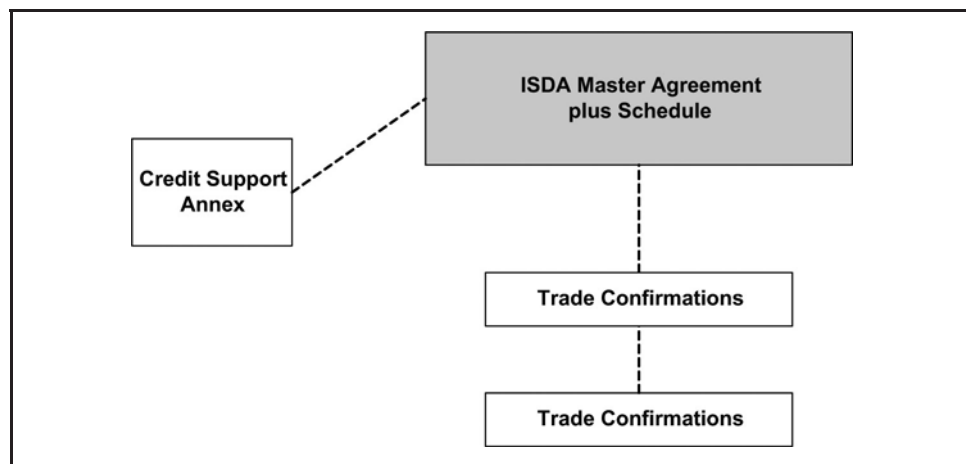 ISDA Master Agreement
plus Schedule
Credit Support
Annex
Trade Confirmations
Trade Confirmations